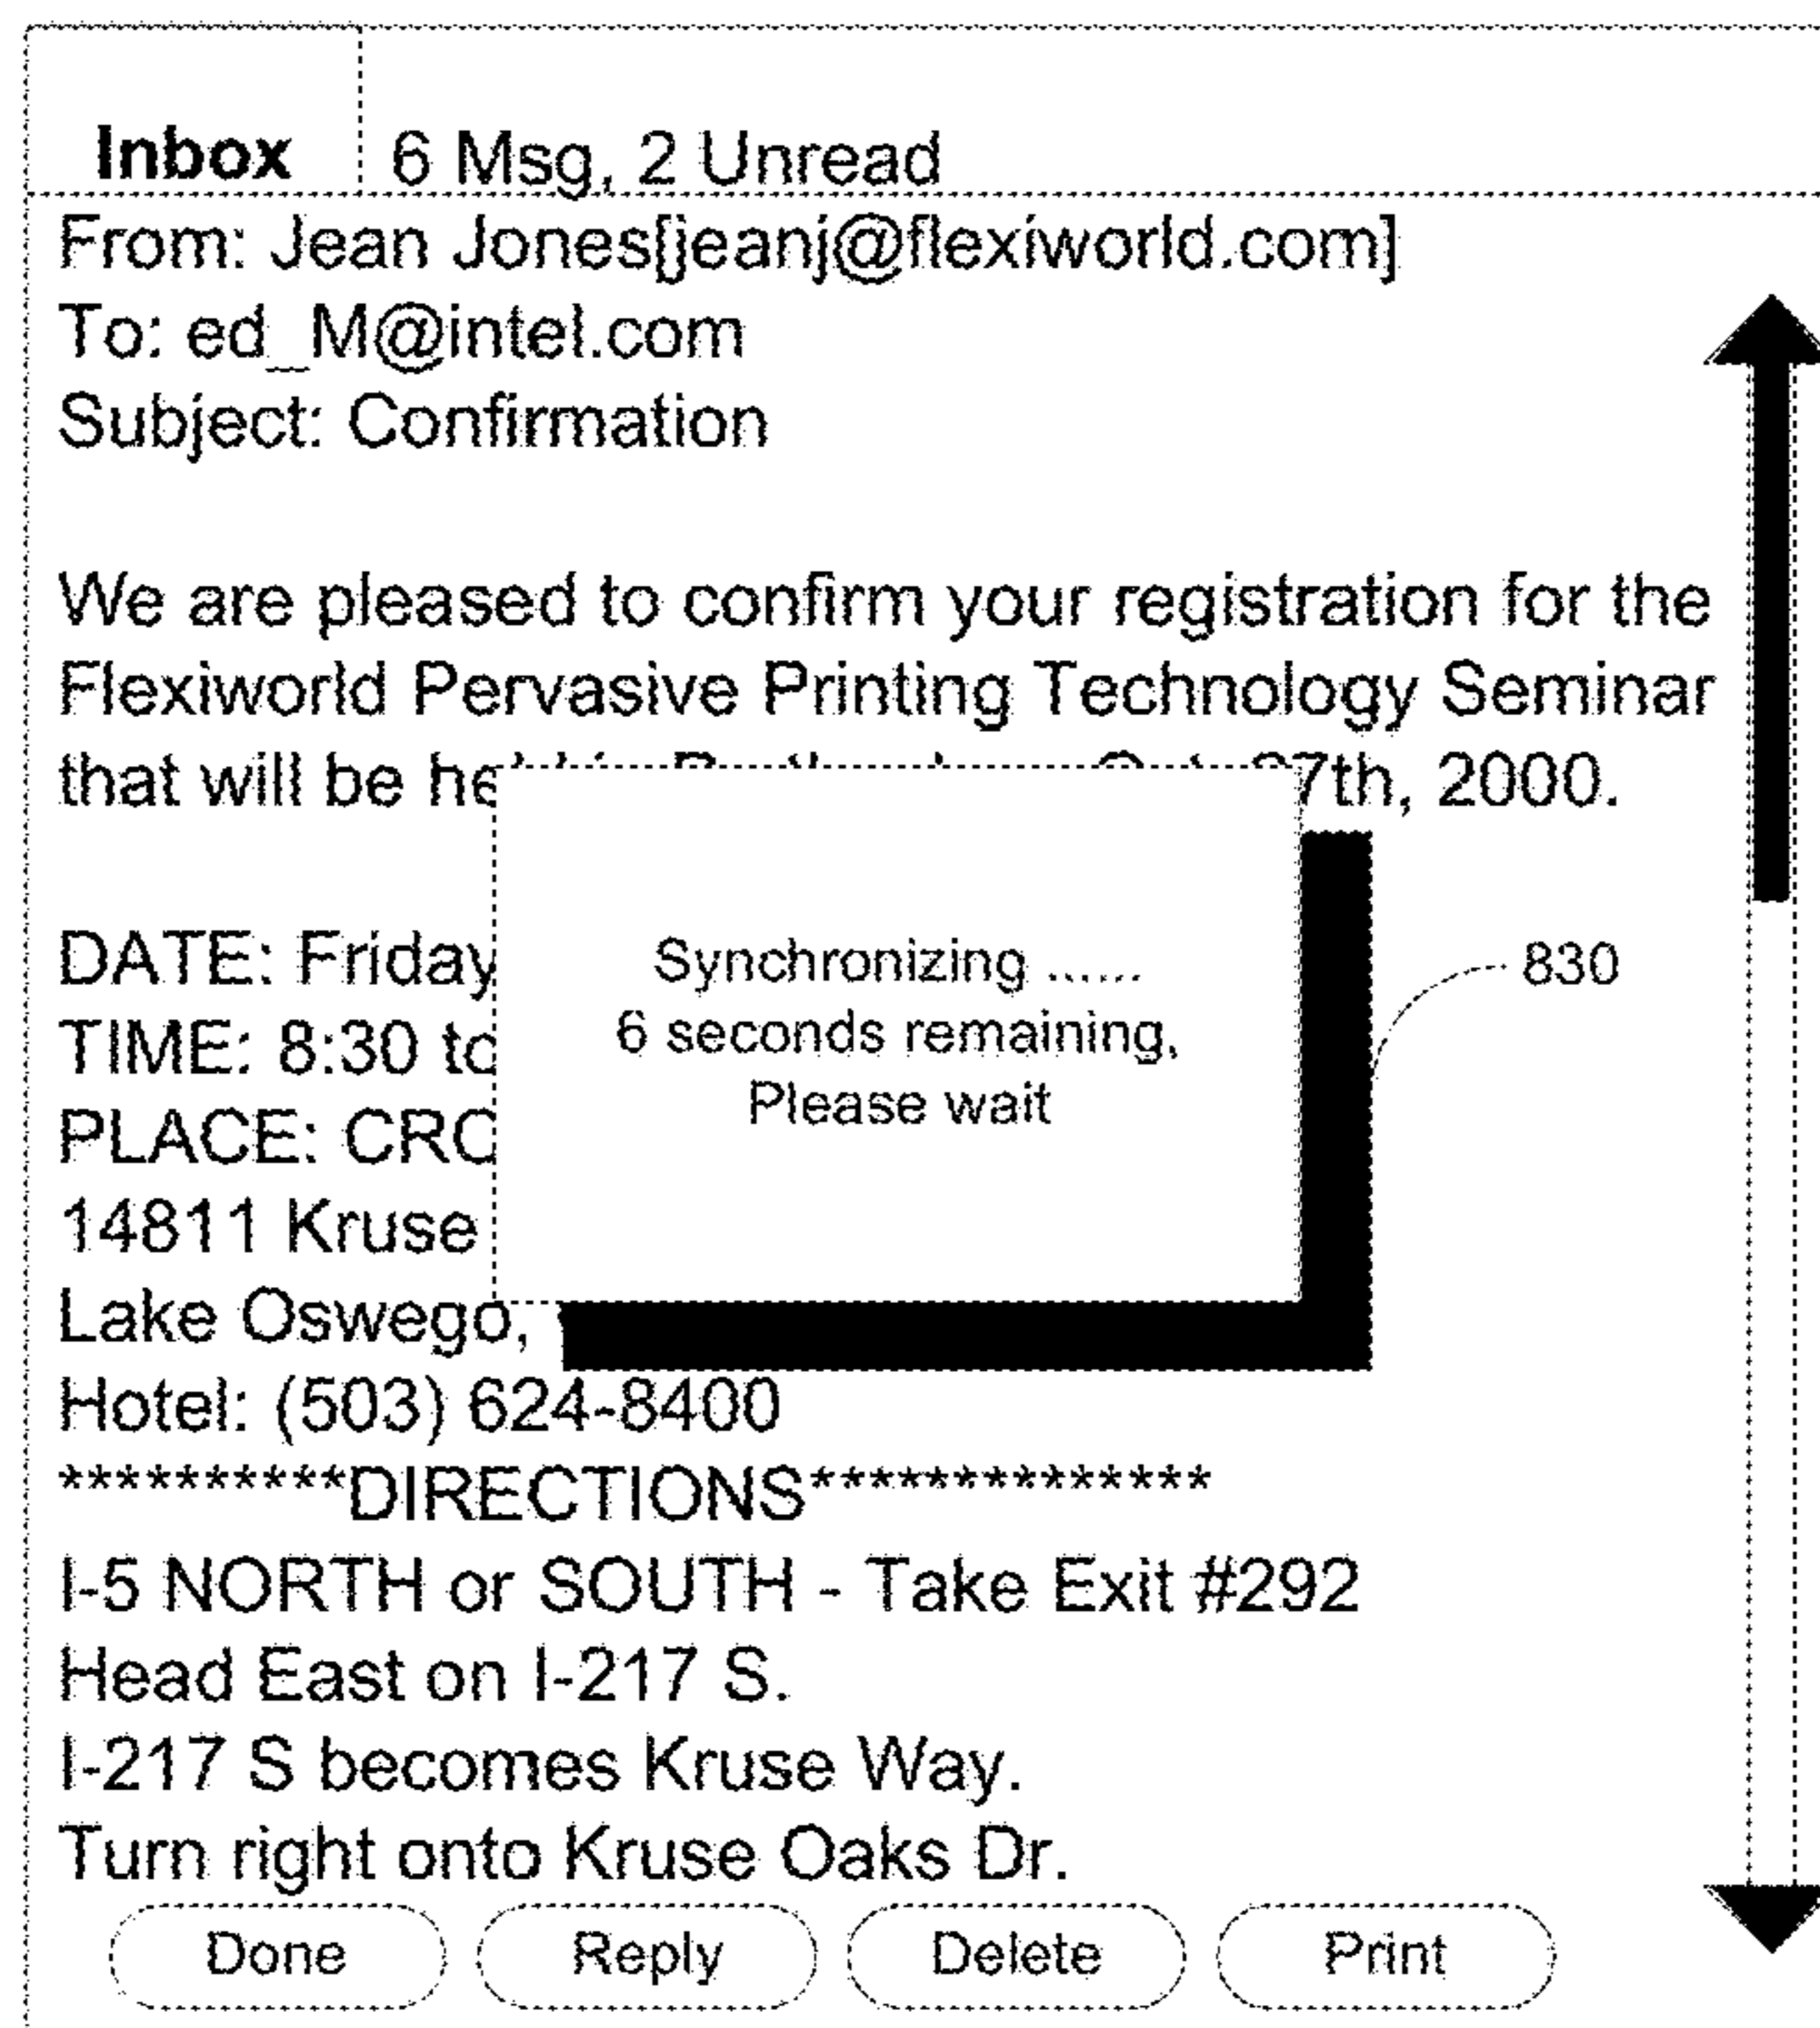 Inbox 6 Msg, 2 Unread
From: Jean Jones[jeanj@flexiworld.com]
To: ed_M@intel.com
Subject: Confirmation
We are pleased to confirm your registration for the
Flexiworld Pervasive Printing Technology Seminar
that will be 7th, 2000.
Synchronizing ......
6 seconds remaining,
Please wait
830
DATE: Friday
TIME: 8:30
PLACE:
14811 Kruse
Lake Oswego,
Hotel: (503) 624-8400
**********DIRECTIONS**************
I-5 NORTH or SOUTH - Take Exit #292
Head East on I-217 S.
I-217 S becomes Kruse Way.
Turn right onto Kruse Oaks Dr.
Done Reply Delete Print